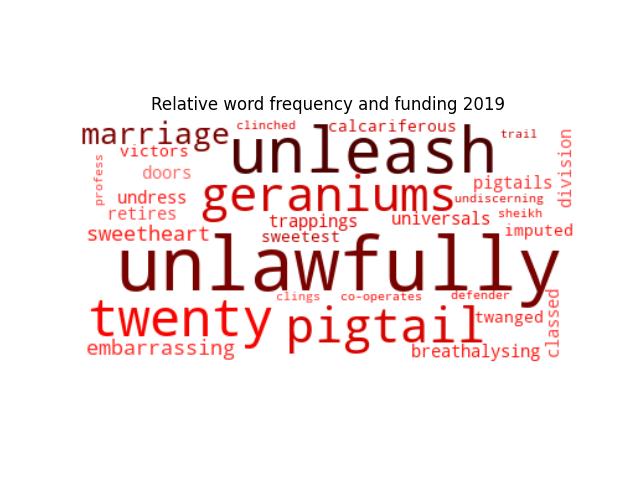 Relative word frequency and funding 2019
marriage
clinched
calcariferous
trail
victors
unleash
division
profess
doors
geraniums
pigtails
undress
undiscerning
retires
trappings
universals
sheikh
sweetheart
sweetest
imputed
unlawfully
clings
co-operates
defender
classed
twenty
pigtail
twanged
embarrassing
breathalysing